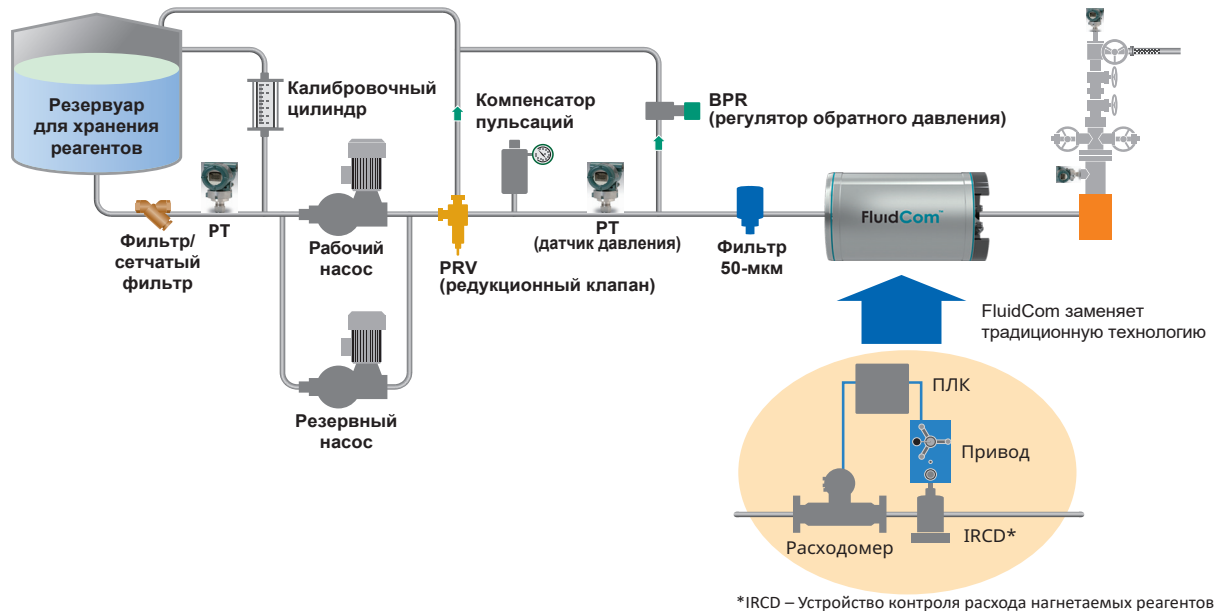 Резервуар
для хранения
реагентов
Калибровочный
цилиндр
Компенсатор
пульсаций
BPR
(регулятор обратного давления)
Фильтр/
сетчатый
фильтр
PT
Рабочий
насос
PRV
(редукционный клапан)
PT
(датчик давления)
Фильтр
50-мкм
FluidCom™
Резервный
насос
FluidCom заменяет
традиционную технологию
ПЛК
Привод
Расходомер
IRCD*
*IRCD – Устройство контроля расхода нагнетаемых реагентов